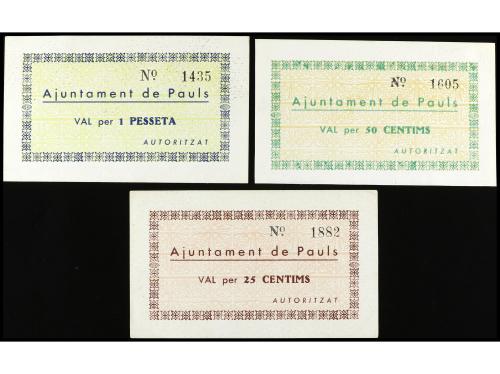 Nº 1435
Ajuntament de Pauls
VAL per 1 PESSETA
AUTORITZAT
Nº 1605
Ajuntament de Pauls
VAL per 50 CENTIMS
AUTORITZAT
Nº 1882
Ajuntament de Pauls
VAL per 25 CENTIMS
AUTORITZAT